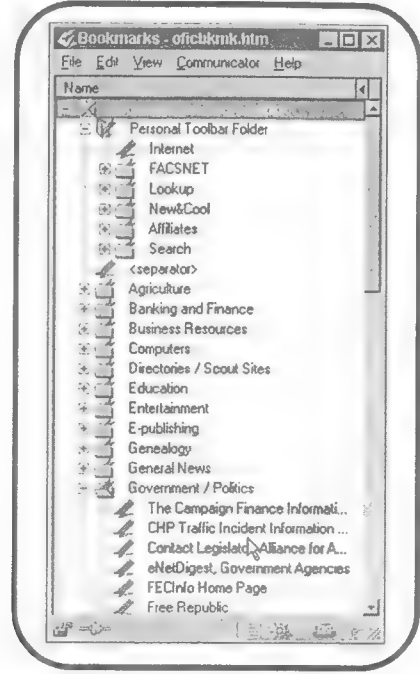 Bookmarks - oficbkmk.htm
File Edit View Communicator Help
Name
Personal Toolbar Folder
Internet
FACSNET
Lookup
New&Cool
Affiliates
Search
<separator>
Agriculture
Banking and Finance
Business Resources
Computers
Directories / Scout Sites
Education
Entertainment
E-publishing
Genealogy
General News
Government / Politics
The Campaign Finance Informati...
CHP Traffic Incident Information ...
Contact Legislator, Alliance for A...
eNetDigest, Government Agencies
FECInfo Home Page
Free Republic